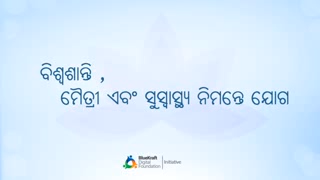 ବିଶ୍ୱଶାନ୍ତି ,
ମୈତ୍ରୀ ଏବଂ ସୁସ୍ୱାସ୍ଥ୍ୟ ନିମନ୍ତେ ଯୋଗ
BlueKraft
Digital
Foundation
Initiative